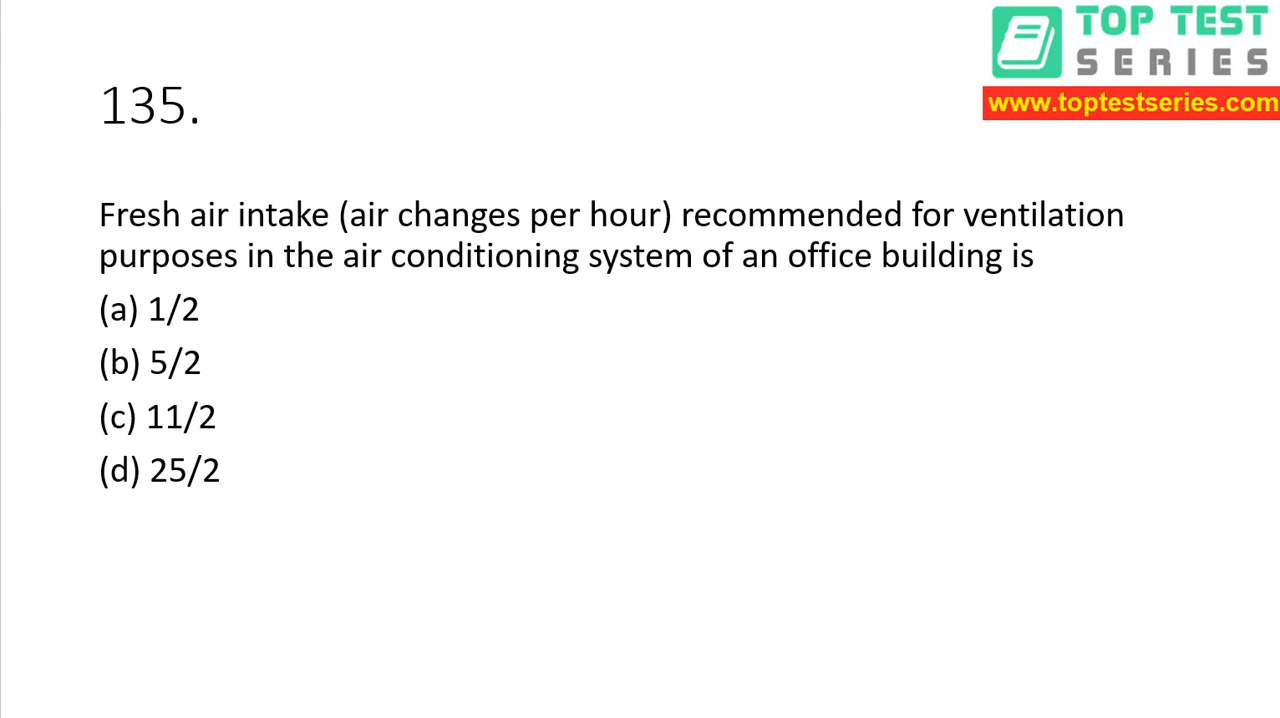 TOP TEST
SERIES
www.toptestseries.com
135.
Fresh air intake (air changes per hour) recommended for ventilation
purposes in the air conditioning system of an office building is
(a) 1/2
(b) 5/2
(c) 11/2
(d) 25/2